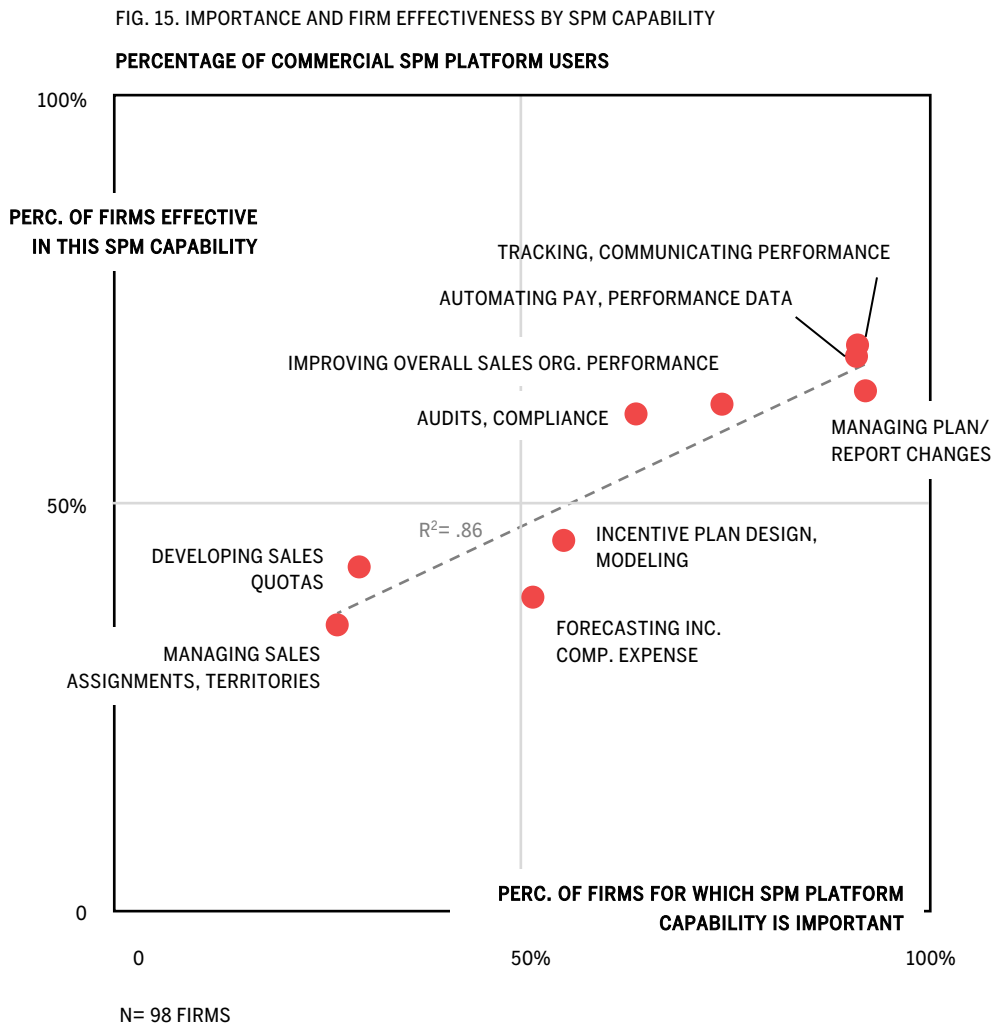 FIG. 15. IMPORTANCE AND FIRM EFFECTIVENESS BY SPM CAPABILITY
PERCENTAGE OF COMMERCIAL SPM PLATFORM USERS
100%
PERC. OF FIRMS EFFECTIVE
IN THIS SPM CAPABILITY
TRACKING, COMMUNICATING PERFORMANCE
AUTOMATING PAY, PERFORMANCE DATA
IMPROVING OVERALL SALES ORG. PERFORMANCE
AUDITS, COMPLIANCE
MANAGING PLAN/
REPORT CHANGES
50%
R²= .86
INCENTIVE PLAN DESIGN,
MODELING
DEVELOPING SALES
QUOTAS
FORECASTING INC.
COMP. EXPENSE
MANAGING SALES
ASSIGNMENTS, TERRITORIES
PERC. OF FIRMS FOR WHICH SPM PLATFORM
CAPABILITY IS IMPORTANT
0
0
50%
100%
N= 98 FIRMS